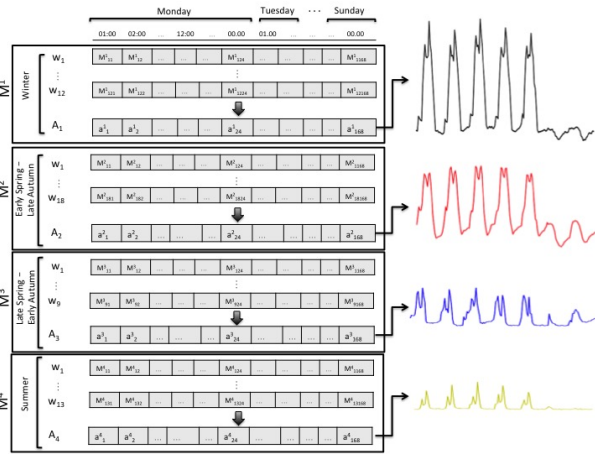 Monday Tuesday ... Sunday
01:00 02:00 ... 12:00 ... 00.00 01.00 ... ... 00.00
M¹ Winter
w₁ M¹₁₁ M¹₁₂ ... ... ... M¹₁₂₄ ... ... ... ... M¹₁₁₆₈
⋮ ⋮
w₁₂ M¹₁₂₁ M¹₁₂₂ ... ... ... M¹₁₂₂₄ ... ... ... ... M¹₁₂₁₆₈
A₁ a¹₁ a¹₂ ... ... ... a¹₂₄ ... ... ... ... a¹₁₆₈
M² Early Spring – Late Autumn
w₁ M²₁₁ M²₁₂ ... ... ... M²₁₂₄ ... ... ... ... M²₁₁₆₈
⋮ ⋮
w₁₈ M²₁₈₁ M²₁₈₂ ... ... ... M²₁₈₂₄ ... ... ... ... M²₁₈₁₆₈
A₂ a²₁ a²₂ ... ... ... a²₂₄ ... ... ... ... a²₁₆₈
M³ Late Spring – Early Autumn
w₁ M³₁₁ M³₁₂ ... ... ... M³₁₂₄ ... ... ... ... M³₁₁₆₈
⋮ ⋮
w₉ M³₉₁ M³₉₂ ... ... ... M³₉₂₄ ... ... ... ... M³₉₁₆₈
A₃ a³₁ a³₂ ... ... ... a³₂₄ ... ... ... ... a³₁₆₈
M⁴ Summer
w₁ M⁴₁₁ M⁴₁₂ ... ... ... M⁴₁₂₄ ... ... ... ... M⁴₁₁₆₈
⋮ ⋮
w₁₃ M⁴₁₃₁ M⁴₁₃₂ ... ... ... M⁴₁₃₂₄ ... ... ... ... M⁴₁₃₁₆₈
A₄ a⁴₁ a⁴₂ ... ... ... a⁴₂₄ ... ... ... ... a⁴₁₆₈